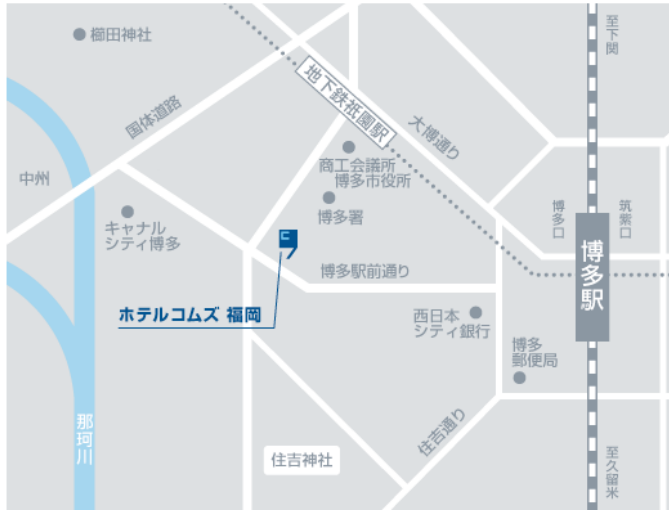 櫛田神社
至下関
地下鉄祇園駅
大博通り
国体道路
商工会議所
博多市役所
中州
キャナル
シティ博多
博多署
博多口
筑紫口
博多駅
博多駅前通り
ホテルコムズ 福岡
西日本
シティ銀行
博多
郵便局
那珂川
住吉通り
住吉神社
至久留米